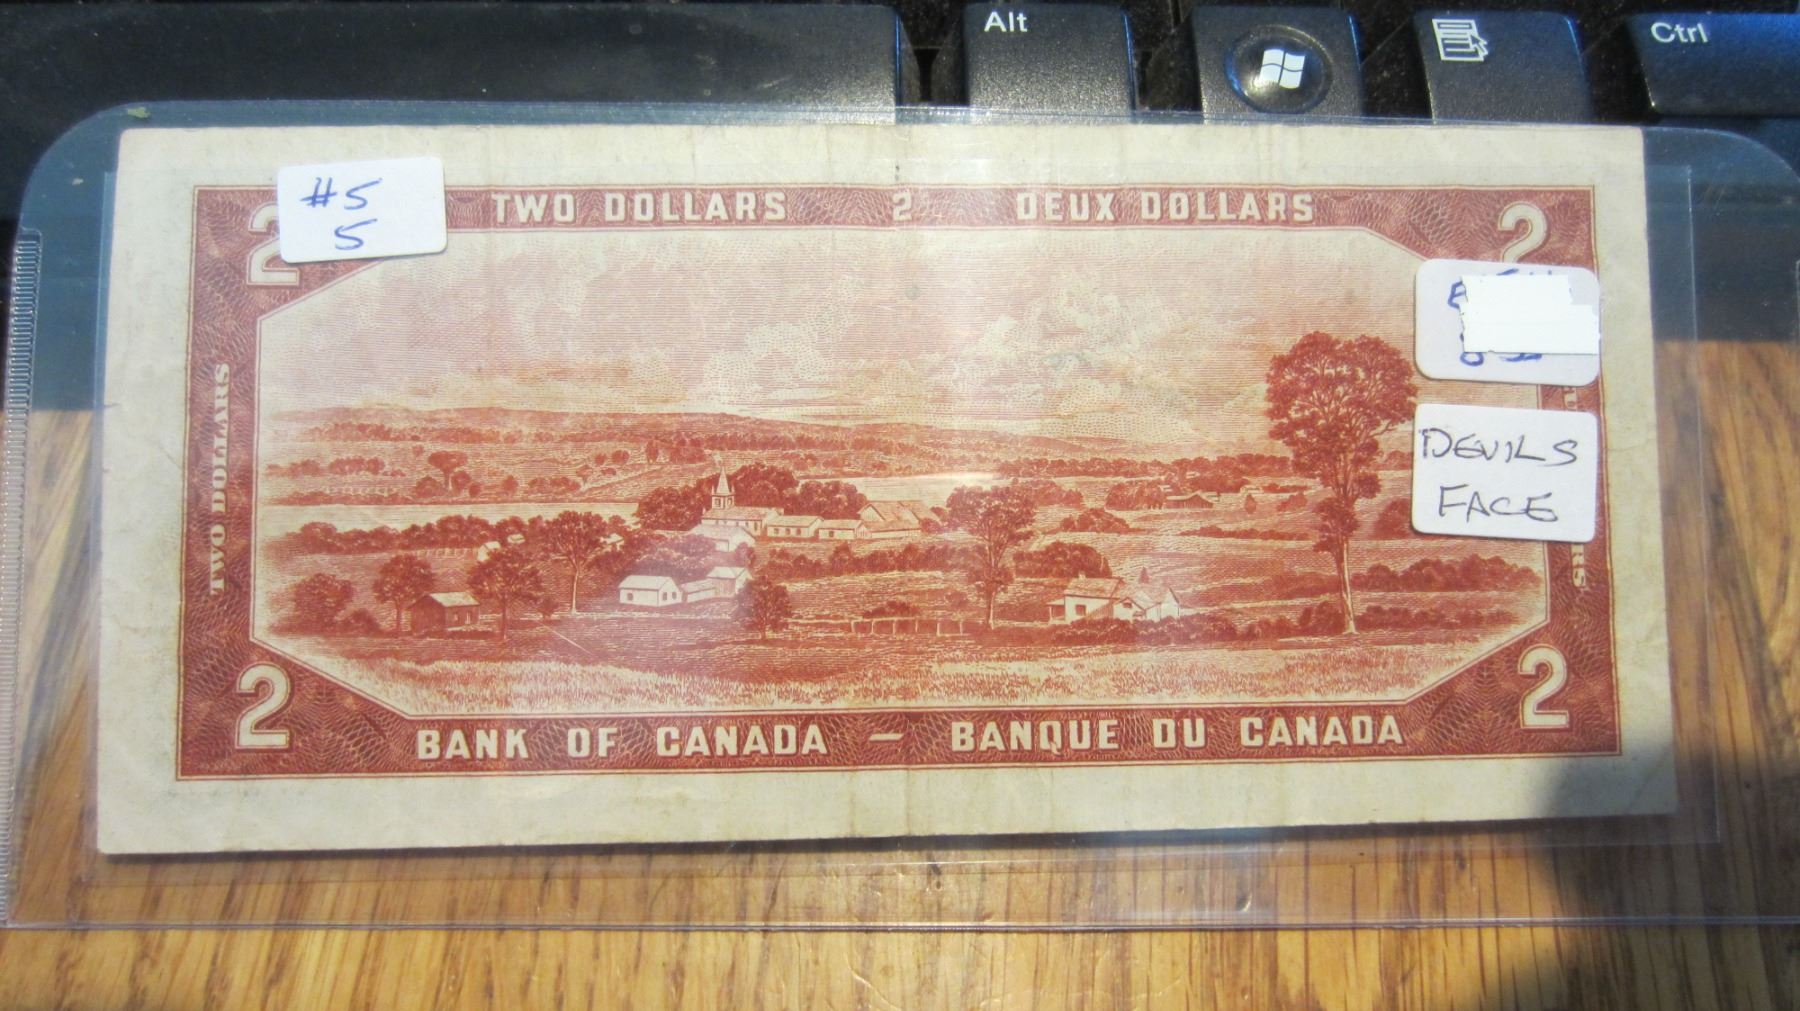 Alt
Ctrl
#5
5
TWO DOLLARS 2 DEUX DOLLARS
2
2
TWO DOLLARS
DEVILS
FACE
2
2
BANK OF CANADA — BANQUE DU CANADA